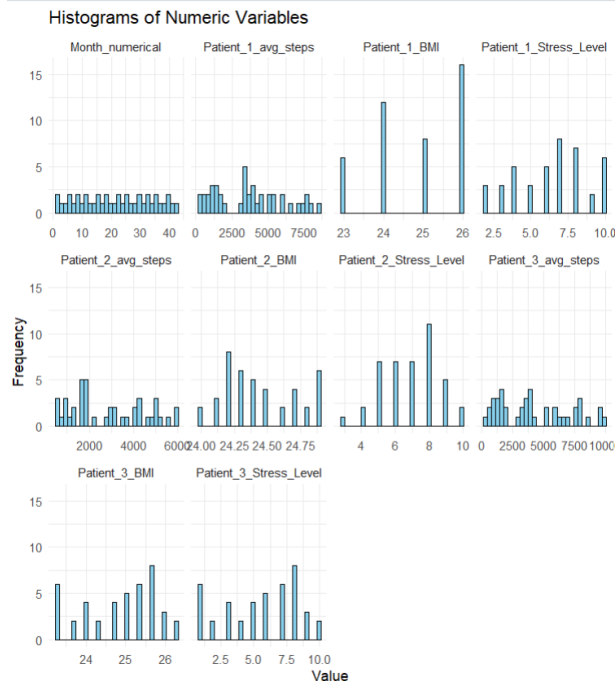 Histograms of Numeric Variables
Month_numerical Patient_1_avg_steps Patient_1_BMI Patient_1_Stress_Level
15
10
5
0
0 10 20 30 40 0 2500 5000 7500 23 24 25 26 2.5 5.0 7.5 10.0
Patient_2_avg_steps Patient_2_BMI Patient_2_Stress_Level Patient_3_avg_steps
15
10
5
0
Frequency
2000 4000 6000 24.00 24.25 24.50 24.75 4 6 8 10 0 2500 5000 7500 1000
Patient_3_BMI Patient_3_Stress_Level
15
10
5
0
24 25 26 2.5 5.0 7.5 10.0
Value